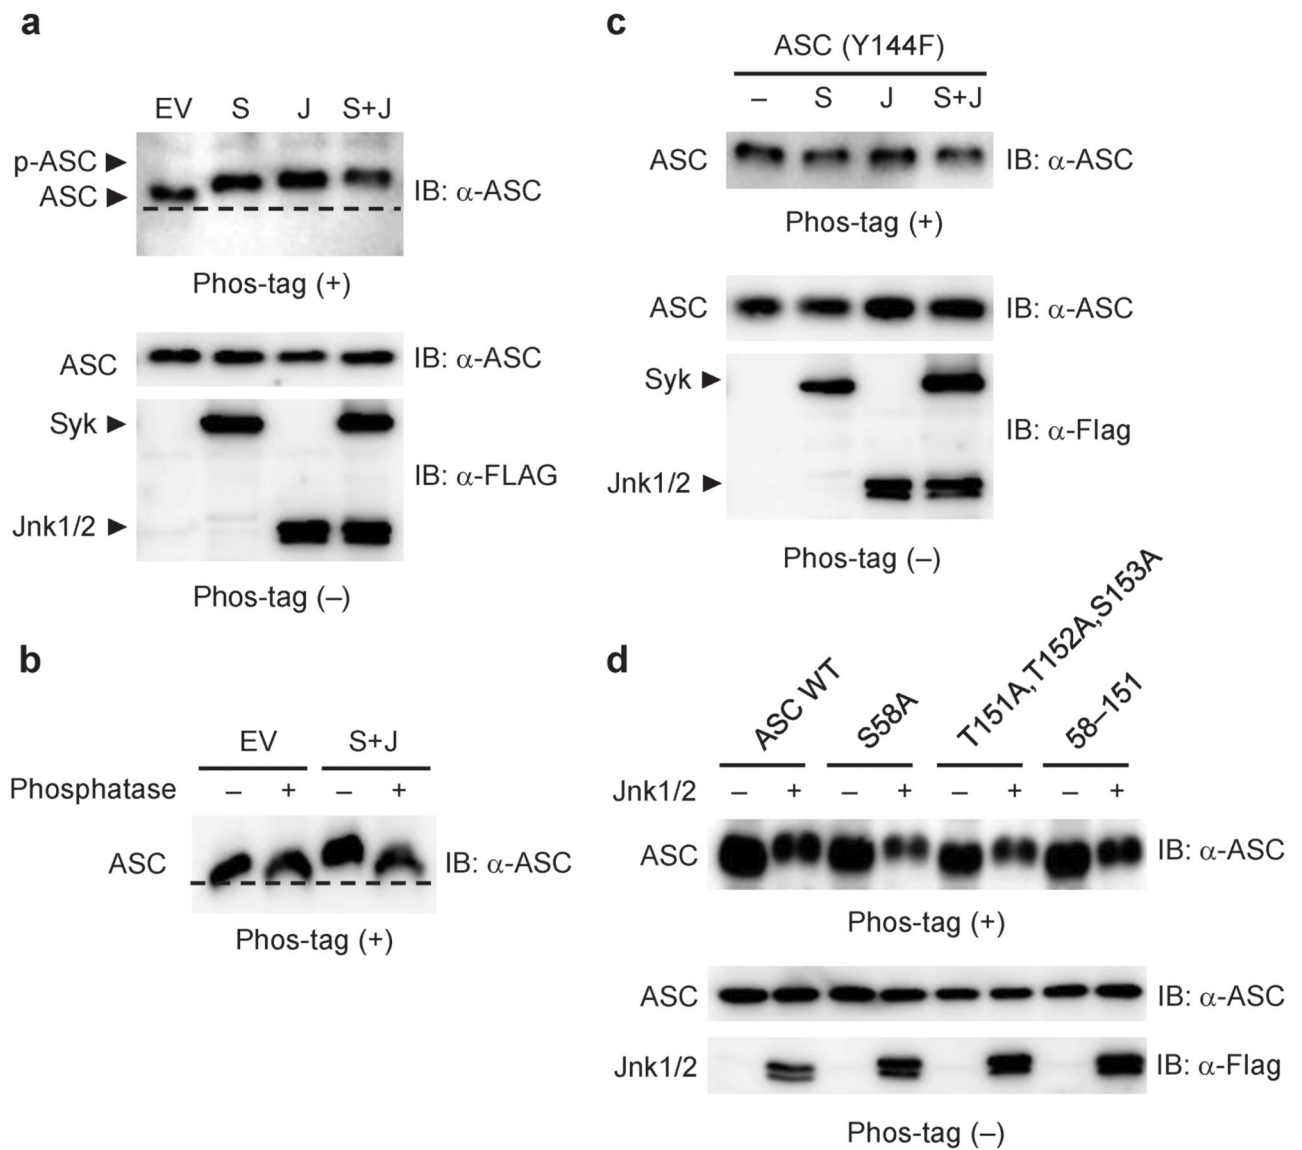 a
EV S J S+J
p-ASC
ASC
IB: α-ASC
Phos-tag (+)
ASC
IB: α-ASC
Syk
IB: α-FLAG
Jnk1/2
Phos-tag (–)
b
EV S+J
Phosphatase – + – +
ASC
IB: α-ASC
Phos-tag (+)
c
ASC (Y144F)
– S J S+J
ASC
IB: α-ASC
Phos-tag (+)
ASC
IB: α-ASC
Syk
IB: α-Flag
Jnk1/2
Phos-tag (–)
d
ASC WT
S58A
T151A,T152A,S153A
58–151
Jnk1/2 – + – + – + – +
ASC
IB: α-ASC
Phos-tag (+)
ASC
IB: α-ASC
Jnk1/2
IB: α-Flag
Phos-tag (–)